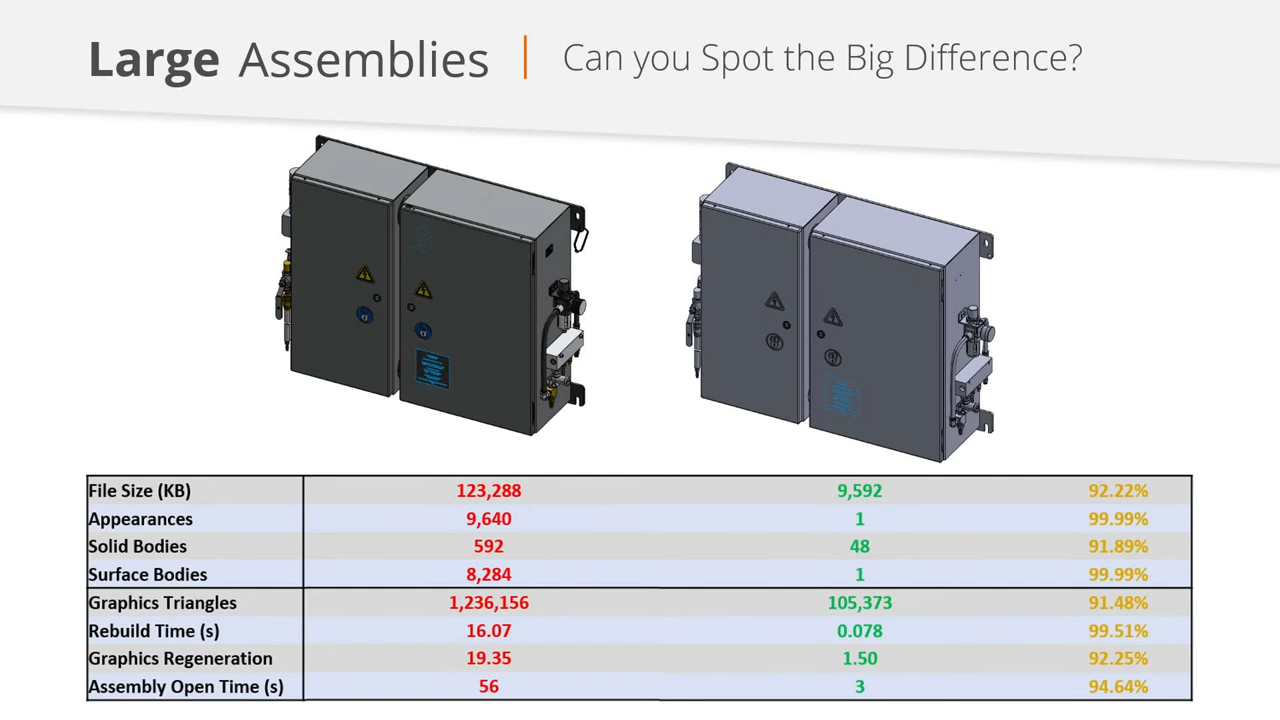 Large Assemblies | Can you Spot the Big Difference?
File Size (KB) 123,288 9,592 92.22%
Appearances 9,640 1 99.99%
Solid Bodies 592 48 91.89%
Surface Bodies 8,284 1 99.99%
Graphics Triangles 1,236,156 105,373 91.48%
Rebuild Time (s) 16.07 0.078 99.51%
Graphics Regeneration 19.35 1.50 92.25%
Assembly Open Time (s) 56 3 94.64%